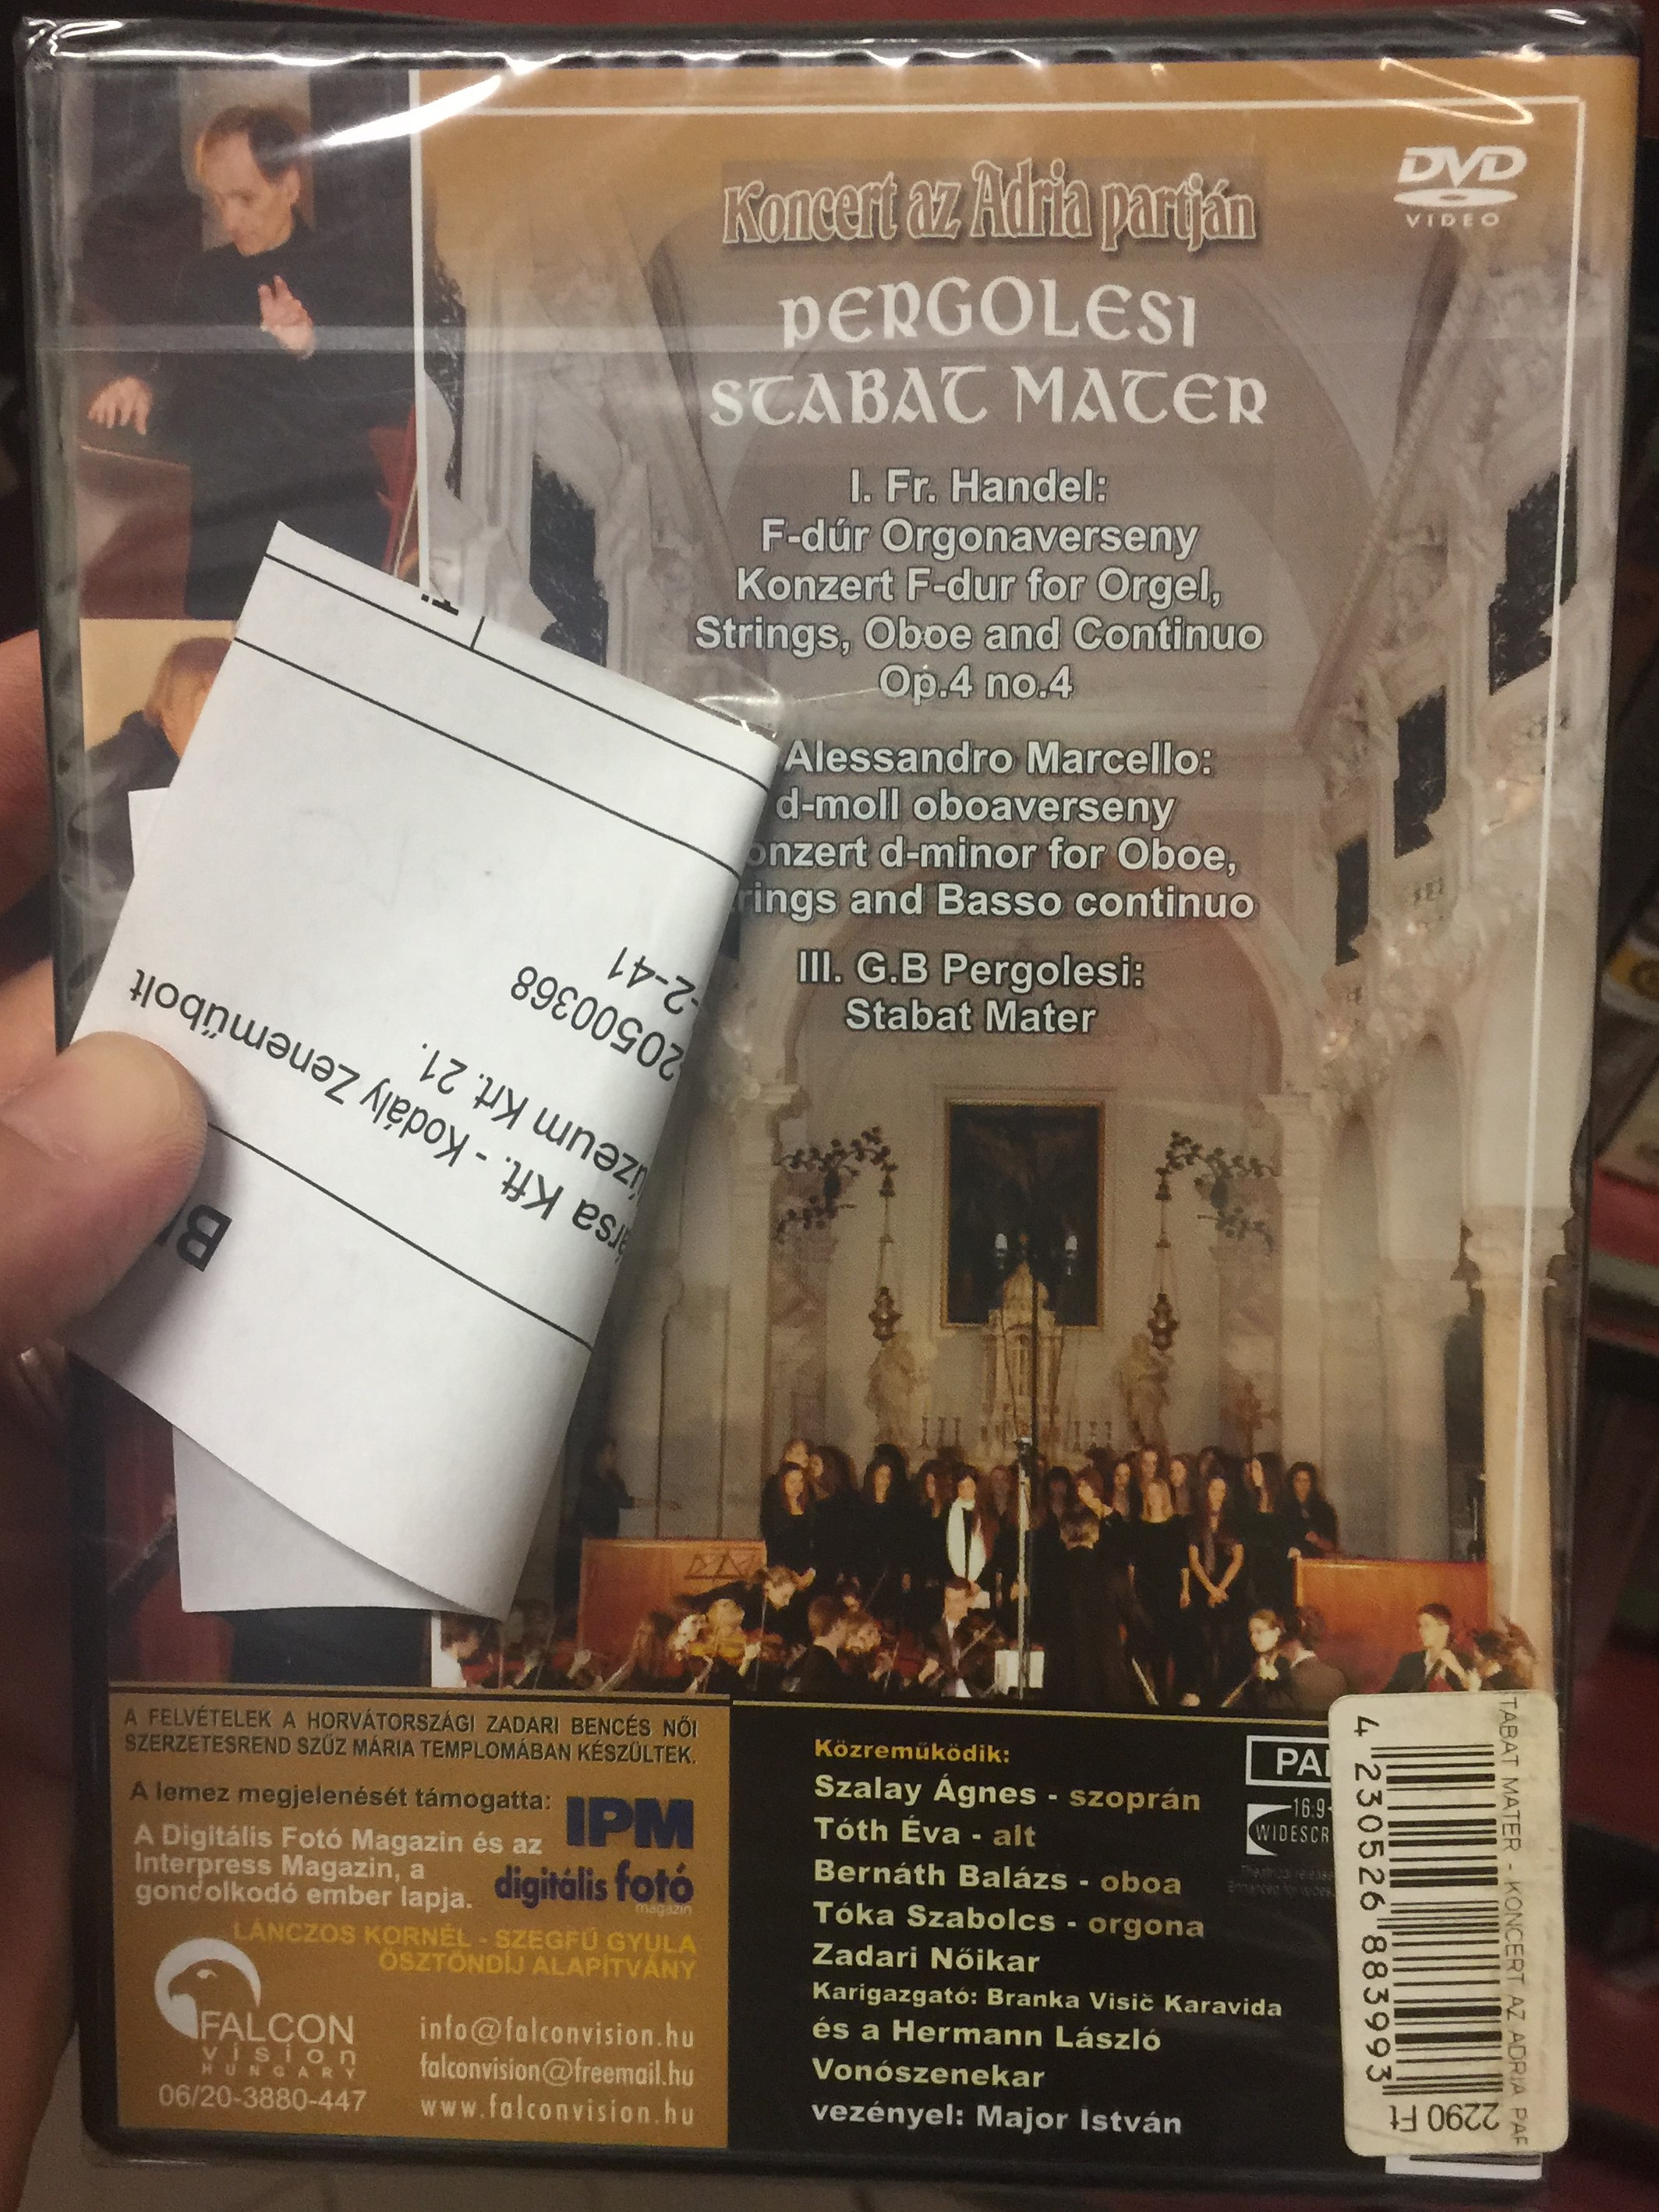 Koncert az Adria partján
DVD
VIDEO
PERGOLESI
STABAT MATER
I. Fr. Handel:
F-dúr Orgonaverseny
Konzert F-dur for Orgel,
Strings, Oboe and Continuo
Op.4 no.4
Alessandro Marcello:
d-moll oboaverseny
onzert d-minor for Oboe,
rings and Basso continuo
III. G.B Pergolesi:
Stabat Mater
ársa Kft. - Kodály Zeneműbolt
úzeum Krt. 21.
20500368
-2-41
A FELVÉTELEK A HORVÁTORSZÁGI ZADARI BENCÉS NŐI
SZERZETESREND SZŰZ MÁRIA TEMPLOMÁBAN KÉSZÜLTEK.
A lemez megjelenését támogatta:
IPM
A Digitális Fotó Magazin és az
Interpress Magazin, a
gondolkodó ember lapja.
digitális fotó
magazin
LÁNCZOS KORNÉL - SZEGFŰ GYULA
ÖSZTÖNDÍJ ALAPÍTVÁNY
FALCON
vision
HUNGARY
06/20-3880-447
info@falconvision.hu
falconvision@freemail.hu
www.falconvision.hu
Közreműködik:
Szalay Ágnes - szoprán
Tóth Éva - alt
Bernáth Balázs - oboa
Tóka Szabolcs - orgona
Zadari Nőikar
Karigazgató: Branka Visič Karavida
és a Hermann László
Vonószenekar
vezényel: Major István
PAL
16:9
WIDESCR
TABAT MATER - KONCERT AZ ADRIA PAR
4 230526 883993
2290 Ft